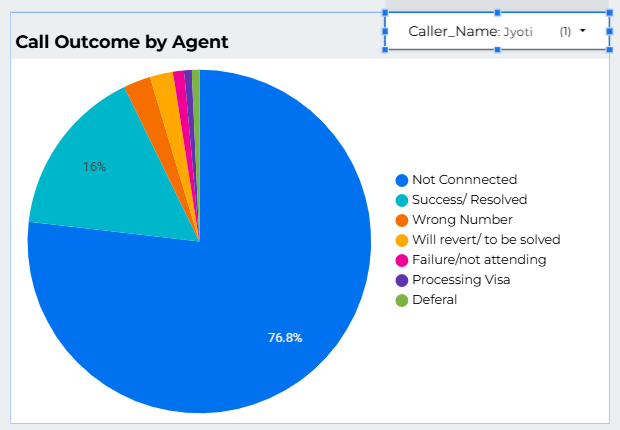 Caller_Name: Jyoti (1)
Call Outcome by Agent
16%
76.8%
Not Connnected
Success/ Resolved
Wrong Number
Will revert/ to be solved
Failure/not attending
Processing Visa
Deferal